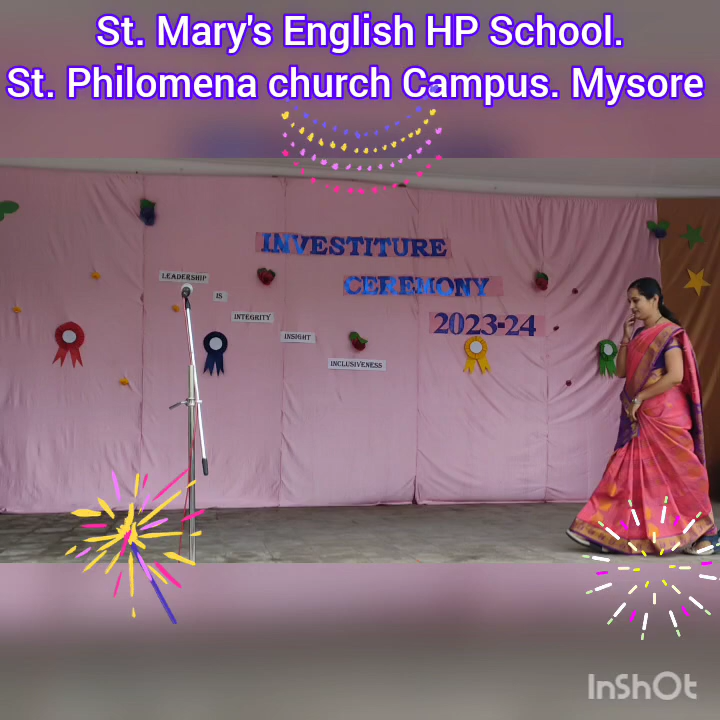 St. Mary's English HP School.
St. Philomena church Campus. Mysore
INVESTITURE
CEREMONY
2023-24
LEADERSHIP
IS
INTEGRITY
INSIGHT
INCLUSIVENESS
InShOt